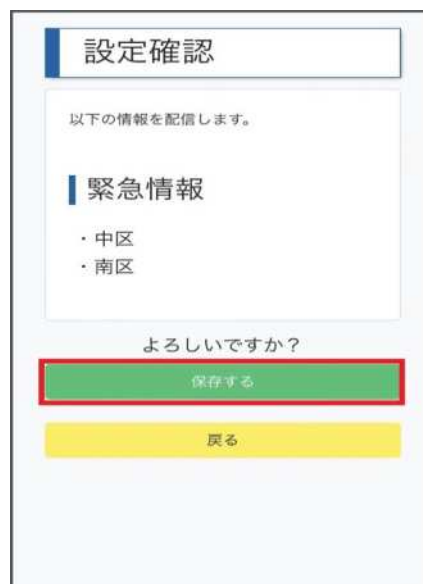 設定確認
以下の情報を配信します。
緊急情報
・中区
・南区
よろしいですか?
保存する
戻る